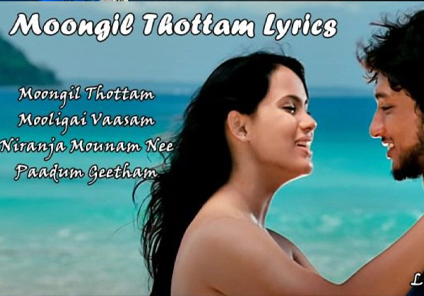 Moongil Thottam Lyrics
Moongil Thottam
Mooligai Vaasam
Niranja Mounam Nee
Paadum Geetham
L